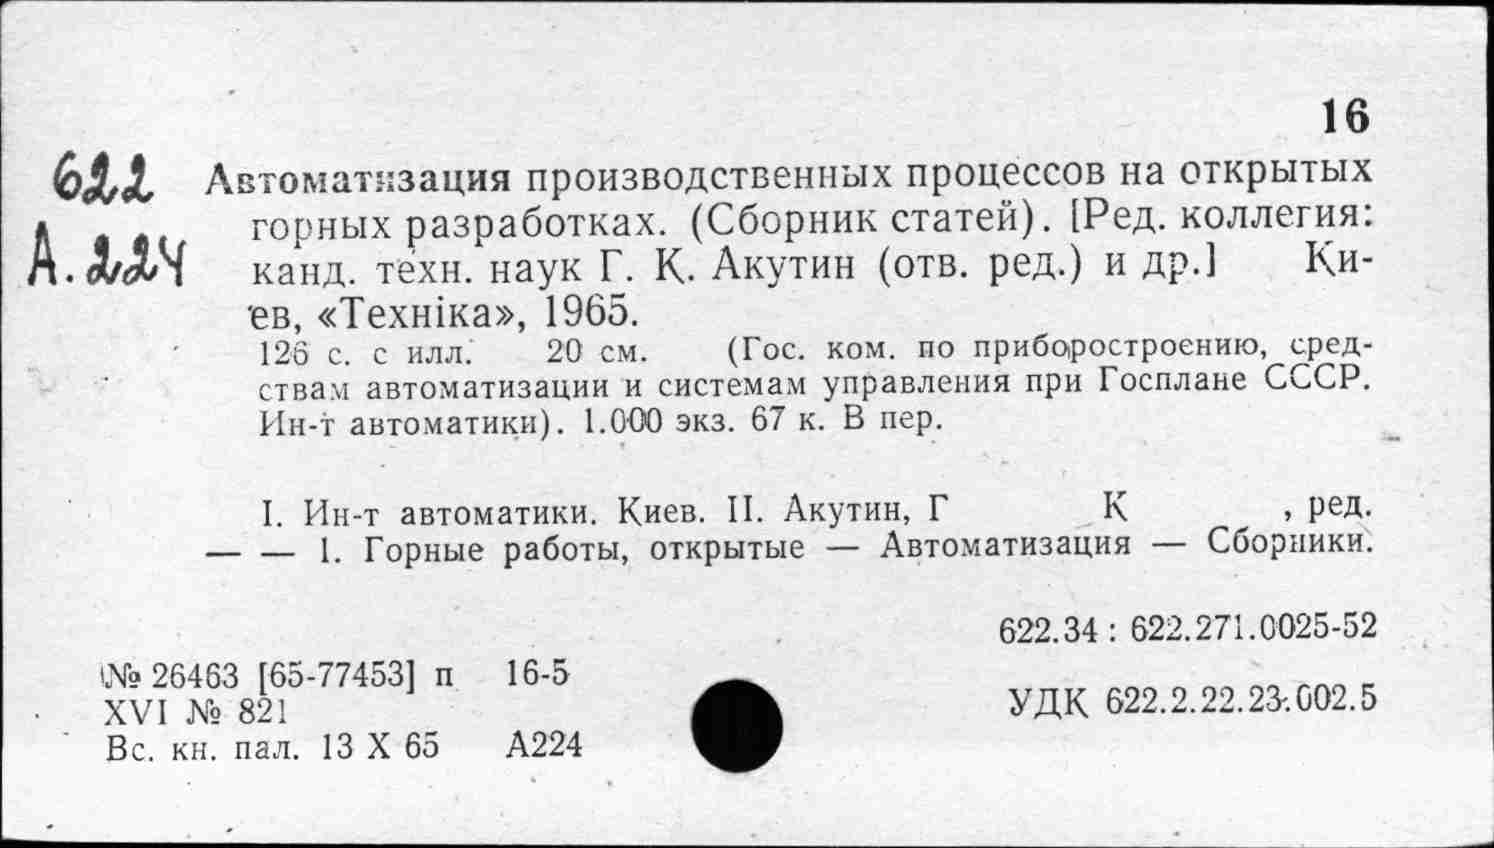 16
622 Автоматизация производственных процессов на открытых
А.224 горных разработках. (Сборник статей). [Ред. коллегия:
канд. техн. наук Г. К. Акутин (отв. ред.) и др.] Ки-
ев, «Техніка», 1965.
126 с. с илл. 20 см. (Гос. ком. по приборостроению, сред-
ствам автоматизации и системам управления при Госплане СССР.
Ин-т автоматики). 1.000 экз. 67 к. В пер.
I. Ин-т автоматики. Киев. II. Акутин, Г К , ред.
— — 1. Горные работы, открытые — Автоматизация — Сборники.
622.34 : 622.271.0025-52
№ 26463 [65-77453] п 16-5
XVI № 821
УДК 622.2.22.23.002.5
Вс. кн. пал. 13 X 65 А224